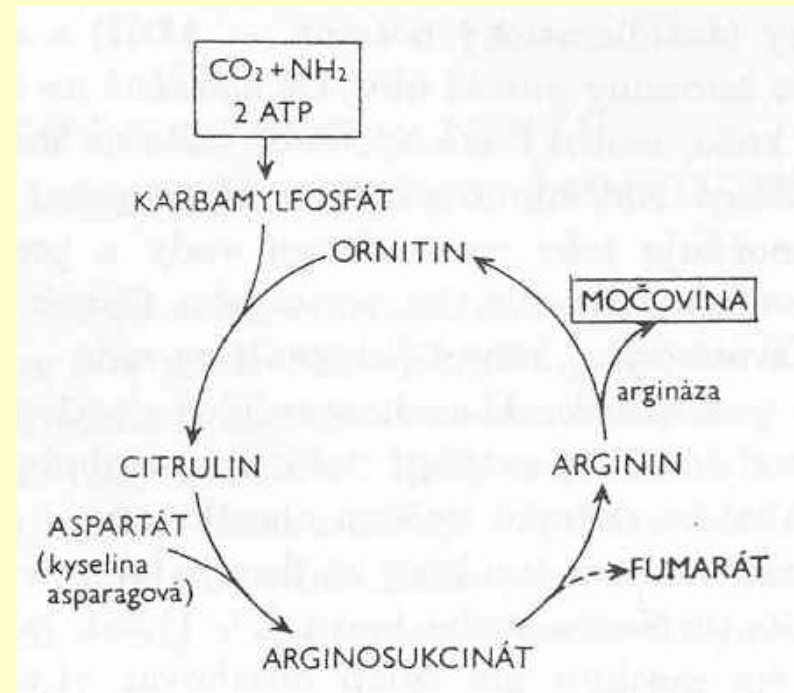 CO₂ + NH₂
2 ATP
KARBAMYLFOSFÁT
ORNITIN
MOČOVINA
argináza
CITRULIN
ARGININ
ASPARTÁT
(kyselina
asparagová)
FUMARÁT
ARGINOSUKCINÁT